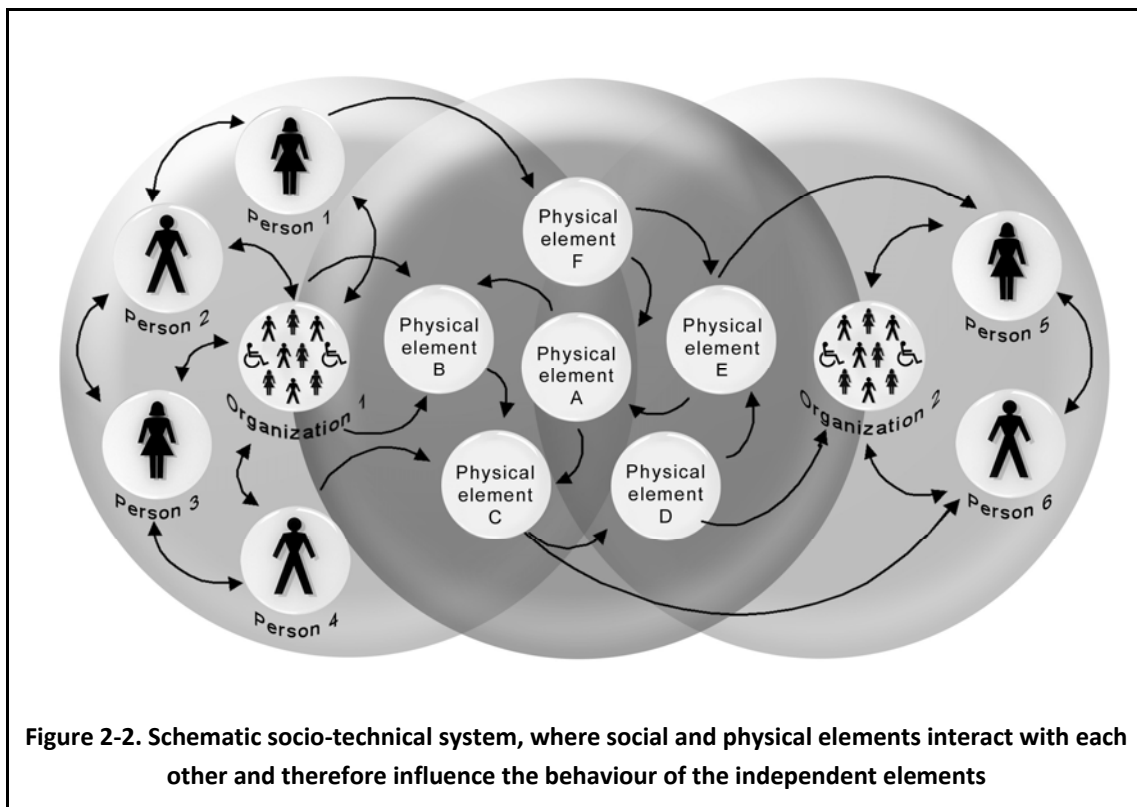 Person 1
Person 2
Person 3
Person 4
Organization 1
Physical
element
B
Physical
element
F
Physical
element
A
Physical
element
C
Physical
element
D
Physical
element
E
Organization 2
Person 5
Person 6
Figure 2-2. Schematic socio-technical system, where social and physical elements interact with each
other and therefore influence the behaviour of the independent elements